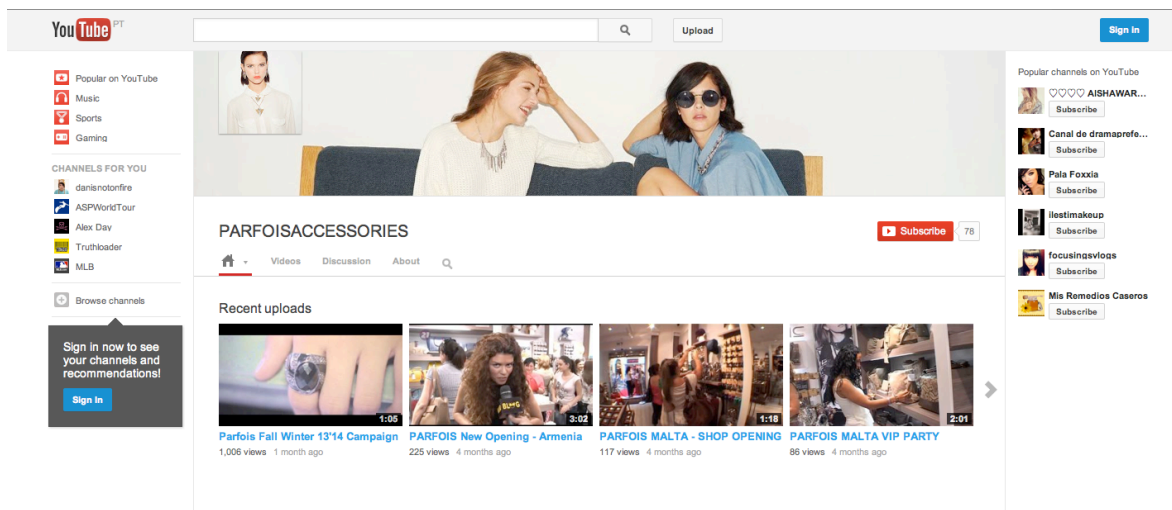 YouTube PT
Upload
Sign In
Popular on YouTube
Music
Sports
Gaming
CHANNELS FOR YOU
danisnotonfire
ASPWorldTour
Alex Day
Truthloader
MLB
Browse channels
Sign in now to see
your channels and
recommendations!
Sign In
PARFOISACCESSORIES
Subscribe 78
Videos Discussion About
Recent uploads
1:05
Parfois Fall Winter 13'14 Campaign
1,006 views 1 month ago
3:02
PARFOIS New Opening - Armenia
225 views 4 months ago
1:18
PARFOIS MALTA - SHOP OPENING
117 views 4 months ago
2:01
PARFOIS MALTA VIP PARTY
86 views 4 months ago
Popular channels on YouTube
♡♡♡♡ AISHAWAR...
Subscribe
Canal de dramaprefe...
Subscribe
Pala Foxxia
Subscribe
ilestimakeup
Subscribe
focusingsvlogs
Subscribe
Mis Remedios Caseros
Subscribe